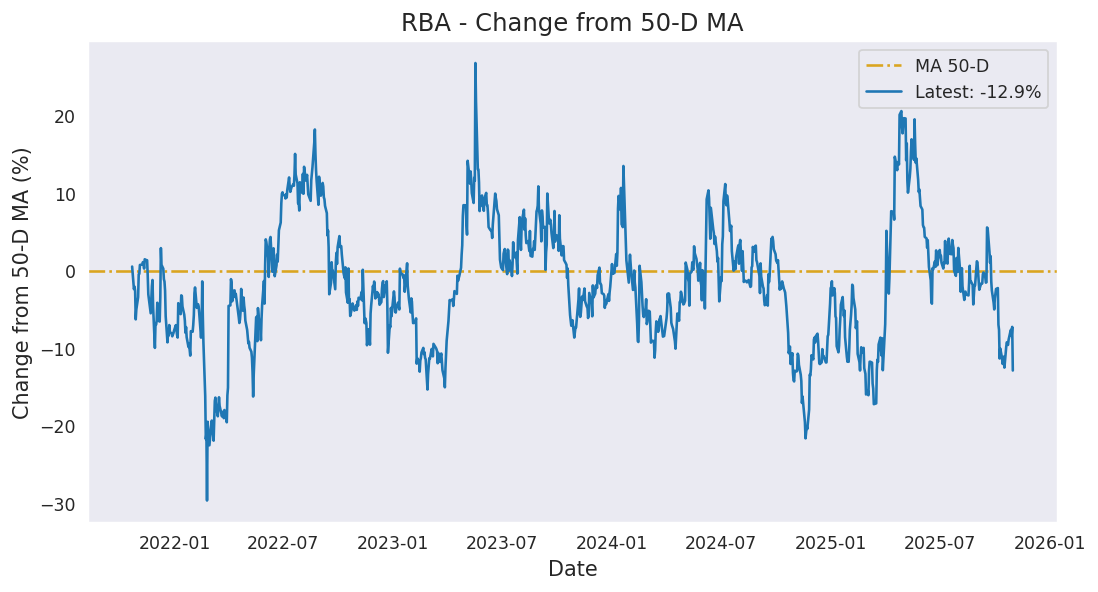 RBA - Change from 50-D MA
MA 50-D
Latest: -12.9%
Change from 50-D MA (%)
20
10
0
−10
−20
−30
2022-01 2022-07 2023-01 2023-07 2024-01 2024-07 2025-01 2025-07 2026-01
Date